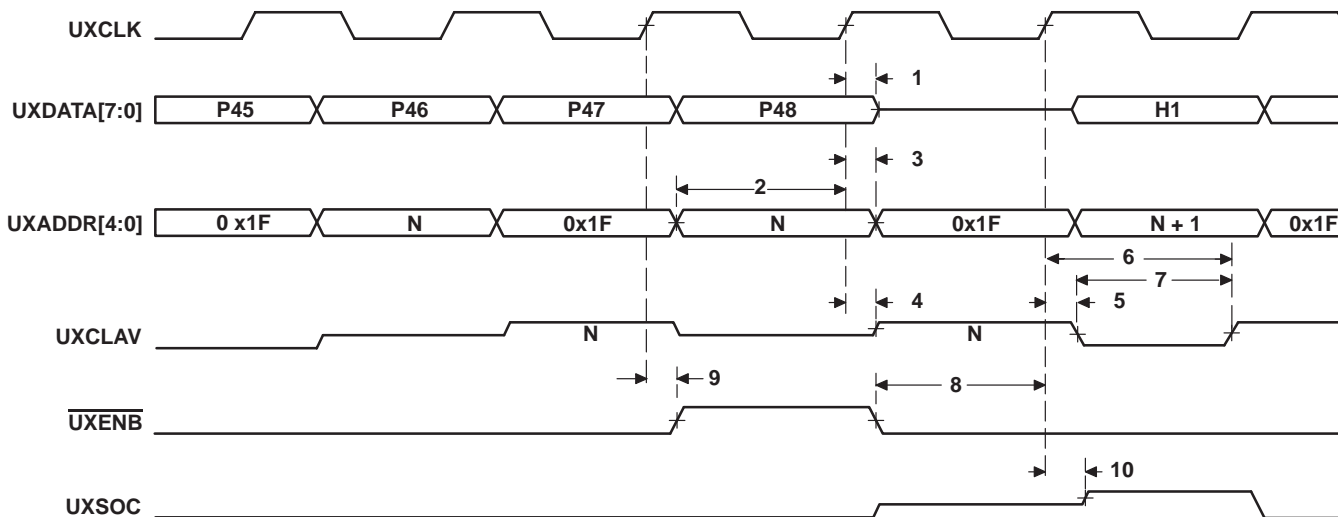 UXCLK
1
UXDATA[7:0] P45 P46 P47 P48 H1
3
2
UXADDR[4:0] 0 x1F N 0x1F N 0x1F N + 1 0x1F
6
7
4 5
UXCLAV N N
9 8
UXENB
10
UXSOC